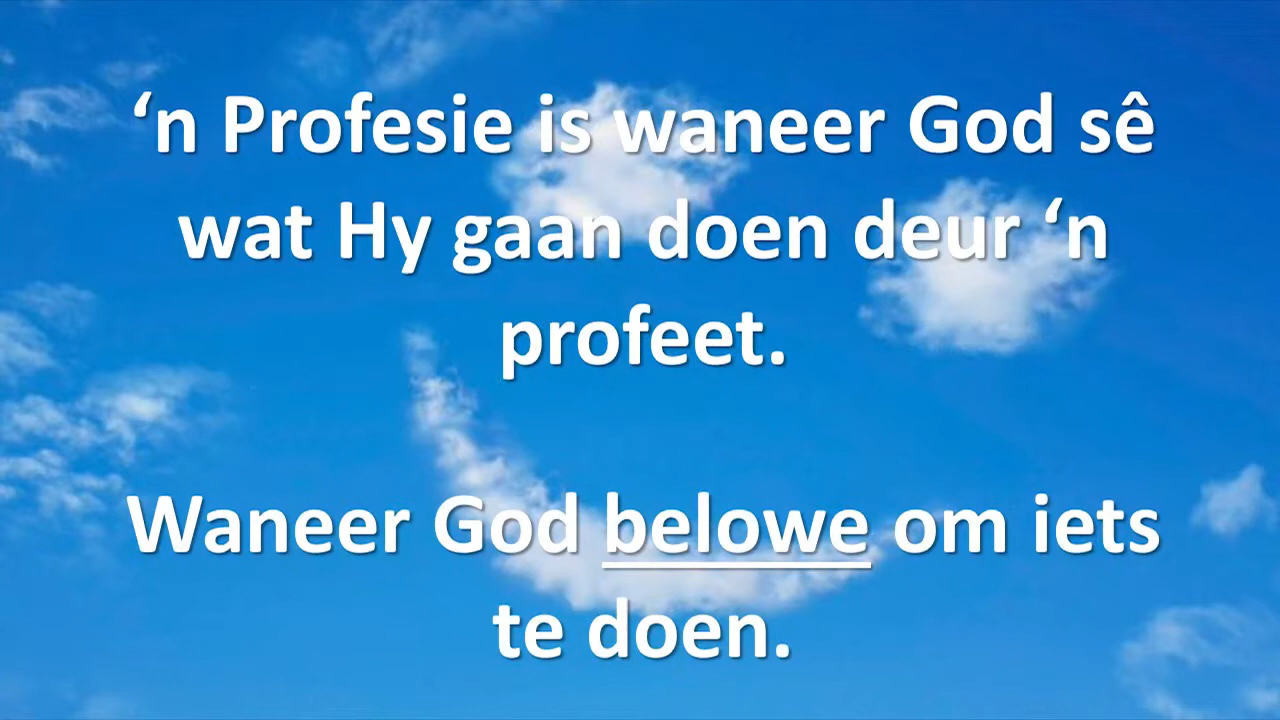 ‘n Profesie is waneer God sê
wat Hy gaan doen deur ‘n
profeet.
Waneer God belowe om iets
te doen.